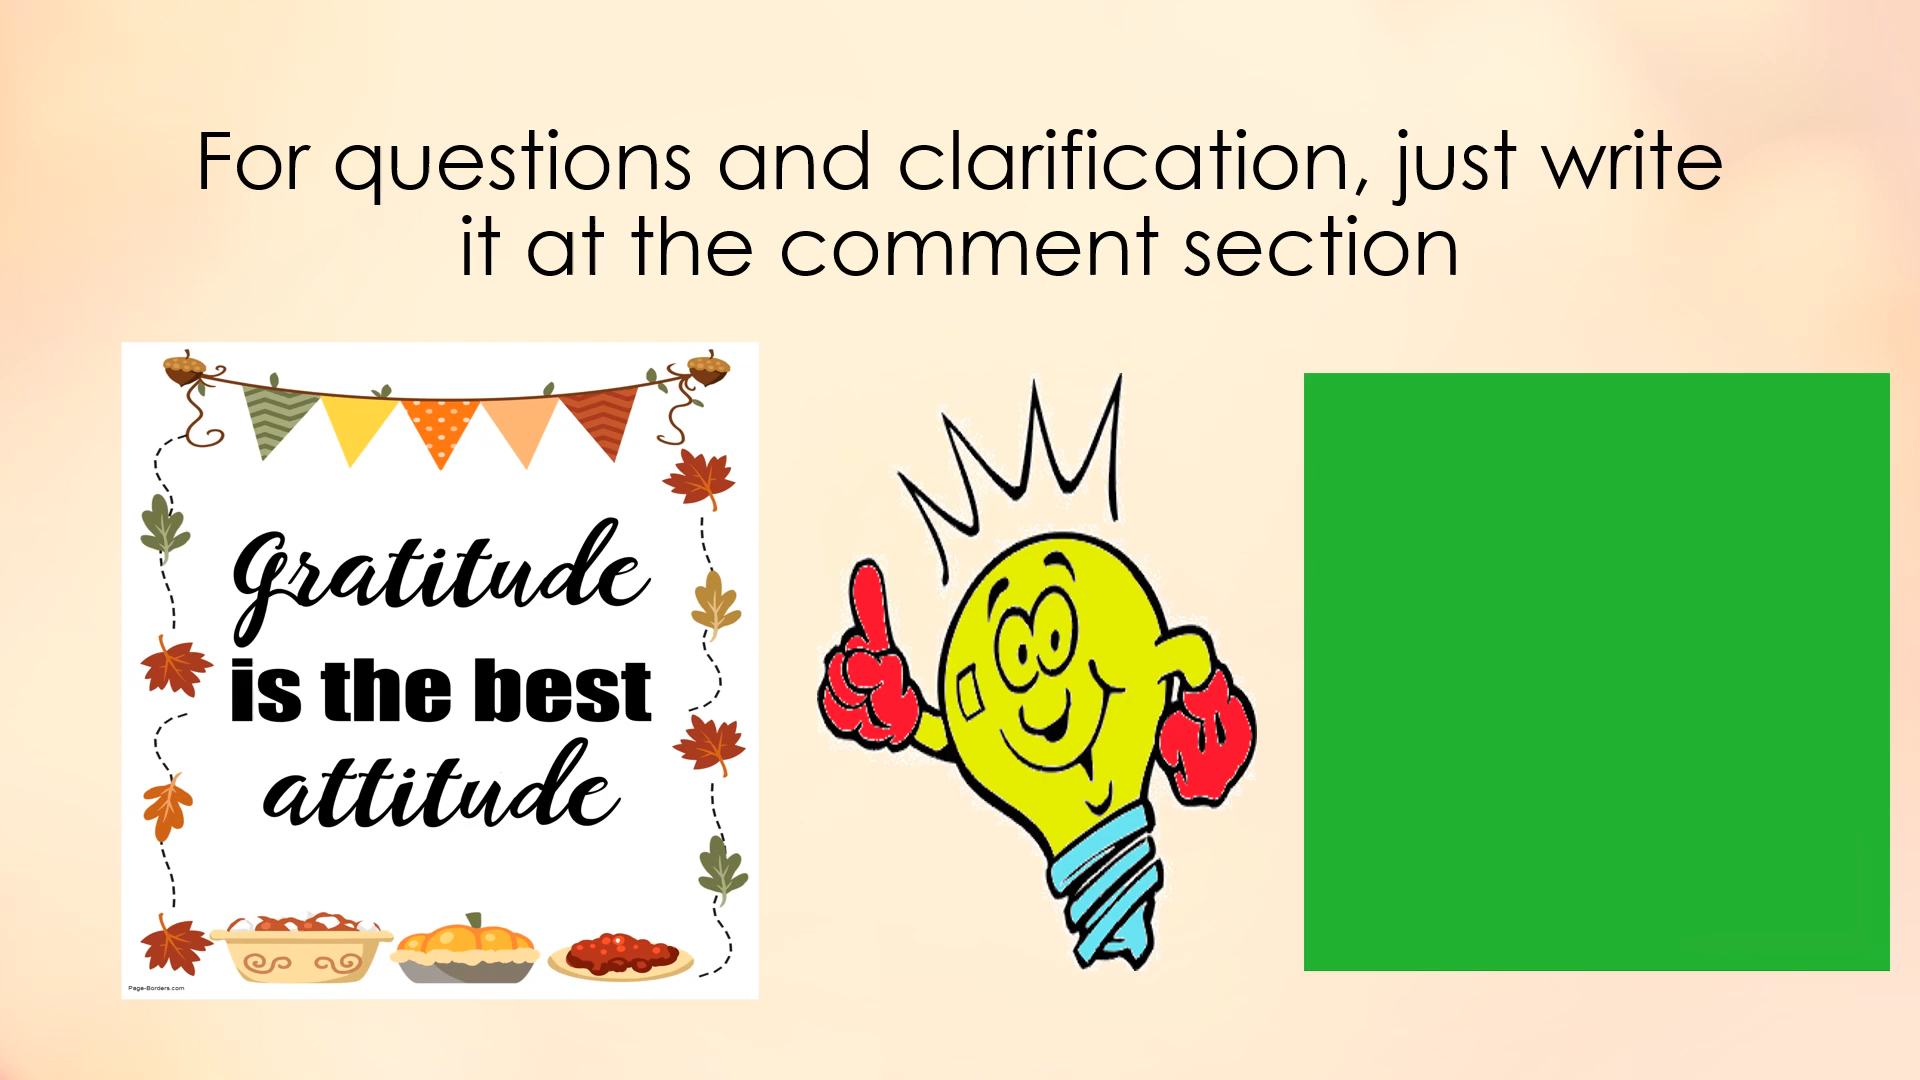 For questions and clarification, just write
it at the comment section
Gratitude
is the best
attitude
Page-Borders.com